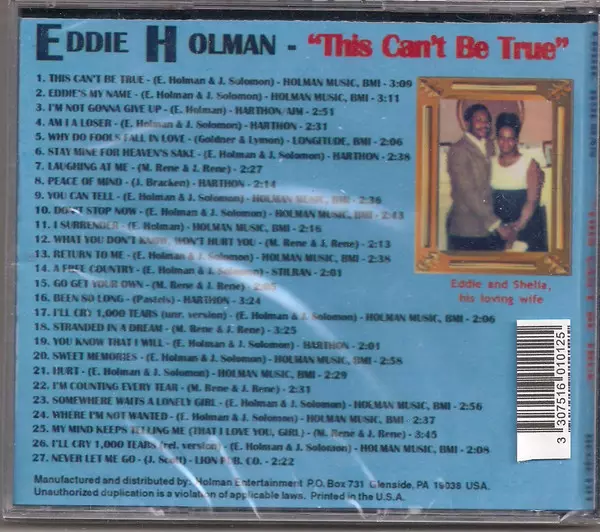 EDDIE HOLMAN - "This Can't Be True"
1. THIS CAN'T BE TRUE - (E. Holman & J. Solomon) - HOLMAN MUSIC, BMI - 3:09
2. EDDIE'S MY NAME - (E. Holman & J. Solomon) - HOLMAN MUSIC, BMI - 3:11
3. I'M NOT GONNA GIVE UP - (E. Holman) - HARTHON/AIM - 2:51
4. AM I A LOSER - (E. Holman & J. Solomon) - HARTHON - 2:31
5. WHY DO FOOLS FALL IN LOVE - (Goldner & Lymon) - LONGITUDE, BMI - 2:06
6. STAY MINE FOR HEAVEN'S SAKE - (E. Holman & J. Solomon) - HARTHON - 2:38
7. LAUGHING AT ME - (M. Rene & J. Rene) - 2:27
8. PEACE OF MIND - (J. Bracken) - HARTHON - 2:14
9. YOU CAN TELL - (E. Holman & J. Solomon) - HOLMAN MUSIC, BMI - 2:36
10. DON'T STOP NOW - (E. Holman & J. Solomon) - HOLMAN MUSIC, BMI - 2:43
11. I SURRENDER - (E. Holman) - HOLMAN MUSIC, BMI - 2:16
12. WHAT YOU DON'T KNOW, WON'T HURT YOU - (M. Rene & J. Rene) - 2:13
13. RETURN TO ME - (E. Holman & J. Solomon) - HOLMAN MUSIC, BMI - 2:38
14. A FREE COUNTRY - (E. Holman & J. Solomon) - STILRAN - 2:21
15. GO GET YOUR OWN - (M. Rene & J. Rene) - 2:05
16. BEEN SO LONG - (Pastels) - HARTHON - 3:24
17. I'LL CRY 1,000 TEARS (unr. version) - (E. Holman & J. Solomon) - HOLMAN MUSIC, BMI - 2:06
18. STRANDED IN A DREAM - (M. Rene & J. Rene) - 3:25
19. YOU KNOW THAT I WILL - (E. Holman & J. Solomon) - HARTHON - 2:01
20. SWEET MEMORIES - (E. Holman & J. Solomon) - HOLMAN MUSIC, BMI - 2:58
21. HURT - (E. Holman & J. Solomon) - HOLMAN MUSIC, BMI - 2:29
22. I'M COUNTING EVERY TEAR - (M. Rene & J. Rene) - 2:31
23. SOMEWHERE WAITS A LONELY GIRL - (E. Holman & J. Solomon) - HOLMAN MUSIC, BMI - 2:56
24. WHERE I'M NOT WANTED - (E. Holman & J. Solomon) - HOLMAN MUSIC, BMI - 2:37
25. MY MIND KEEPS TELLING ME (THAT I LOVE YOU, GIRL) - (M. Rene & J. Rene) - 3:45
26. I'LL CRY 1,000 TEARS (rel. version) - (E. Holman & J. Solomon) - HOLMAN MUSIC, BMI - 2:08
27. NEVER LET ME GO - (J. Scott) - LION PUB. CO. - 2:22
Eddie and Sheila,
his loving wife
3 307516 010125
Manufactured and distributed by: Holman Entertainment P.O. Box 731 Glenside, PA 19038 USA.
Unauthorized duplication is a violation of applicable laws. Printed in the U.S.A.